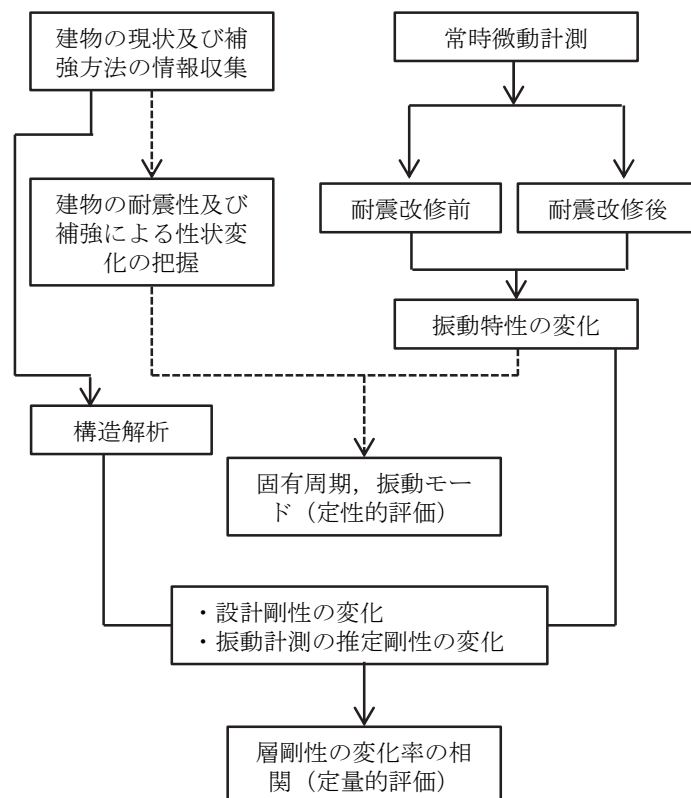 建物の現状及び補
強方法の情報収集
常時微動計測
建物の耐震性及び
補強による性状変
化の把握
耐震改修前
耐震改修後
振動特性の変化
構造解析
固有周期，振動モー
ド（定性的評価）
・設計剛性の変化
・振動計測の推定剛性の変化
層剛性の変化率の相
関（定量的評価）